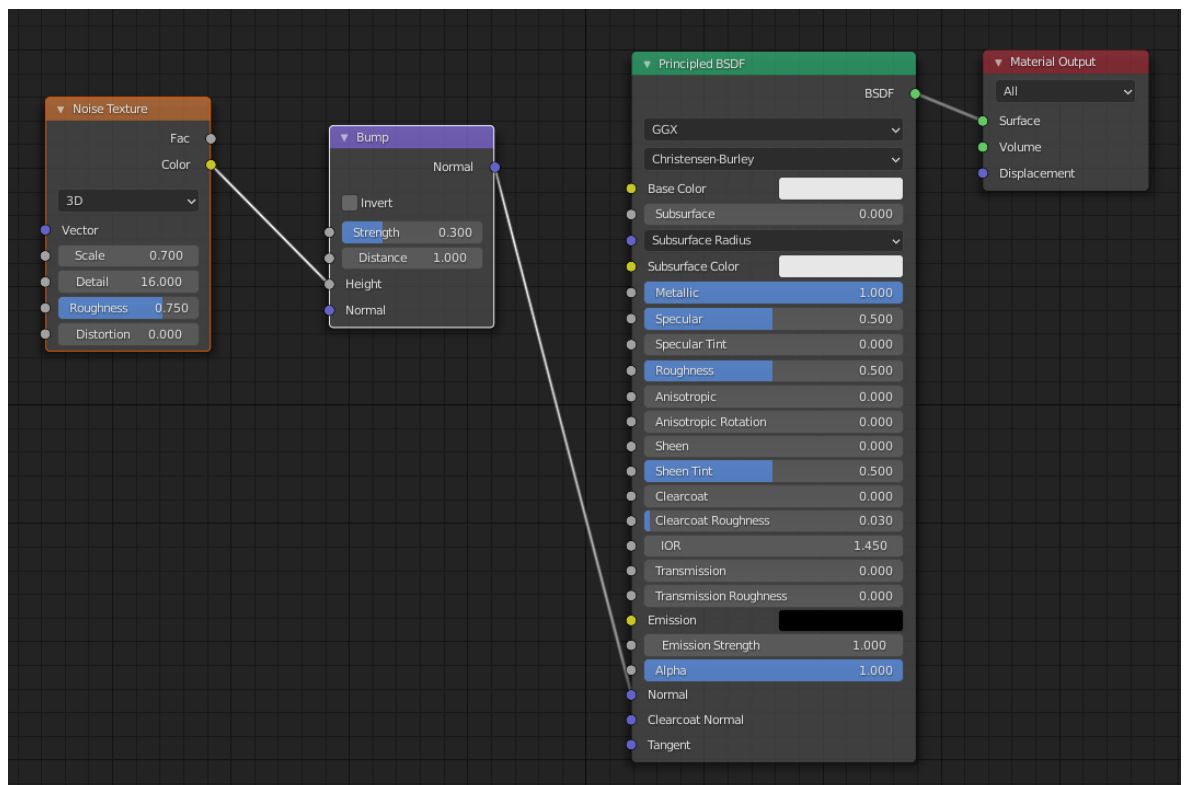 Noise Texture
Fac
Color
3D
Vector
Scale 0.700
Detail 16.000
Roughness 0.750
Distortion 0.000
Bump
Normal
Invert
Strength 0.300
Distance 1.000
Height
Normal
Principled BSDF
BSDF
GGX
Christensen-Burley
Base Color
Subsurface 0.000
Subsurface Radius
Subsurface Color
Metallic 1.000
Specular 0.500
Specular Tint 0.000
Roughness 0.500
Anisotropic 0.000
Anisotropic Rotation 0.000
Sheen 0.000
Sheen Tint 0.500
Clearcoat 0.000
Clearcoat Roughness 0.030
IOR 1.450
Transmission 0.000
Transmission Roughness 0.000
Emission
Emission Strength 1.000
Alpha 1.000
Normal
Clearcoat Normal
Tangent
Material Output
All
Surface
Volume
Displacement